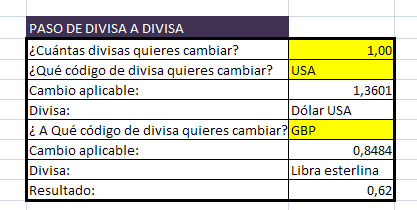 PASO DE DIVISA A DIVISA
¿Cuántas divisas quieres cambiar? 1,00
¿Qué código de divisa quieres cambiar? USA
Cambio aplicable: 1,3601
Divisa: Dólar USA
¿ A Qué código de divisa quieres cambiar? GBP
Cambio aplicable: 0,8484
Divisa: Libra esterlina
Resultado: 0,62